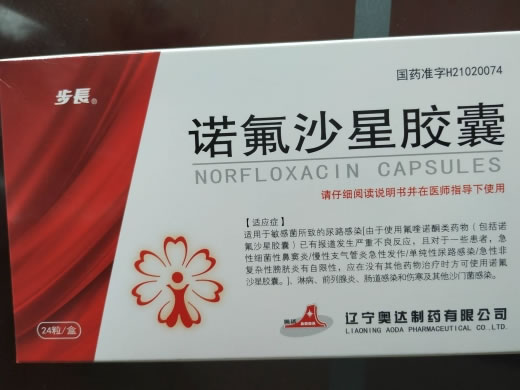 步長®
国药准字H21020074
诺氟沙星胶囊
NORFLOXACIN CAPSULES
请仔细阅读说明书并在医师指导下使用
【适应症】
适用于敏感菌所致的尿路感染[由于使用氟喹诺酮类药物（包括诺
氟沙星胶囊）已有报道发生严重不良反应，且对于一些患者，急
性细菌性鼻窦炎/慢性支气管炎急性发作/单纯性尿路感染/急性非
复杂性膀胱炎有自限性，应在没有其他药物治疗时方可使用诺氟
沙星胶囊。]、淋病、前列腺炎、肠道感染和伤寒及其他沙门菌感染。
24粒/盒
辽宁奥达制药有限公司
LIAONING AODA PHARMACEUTICAL CO.,LTD.